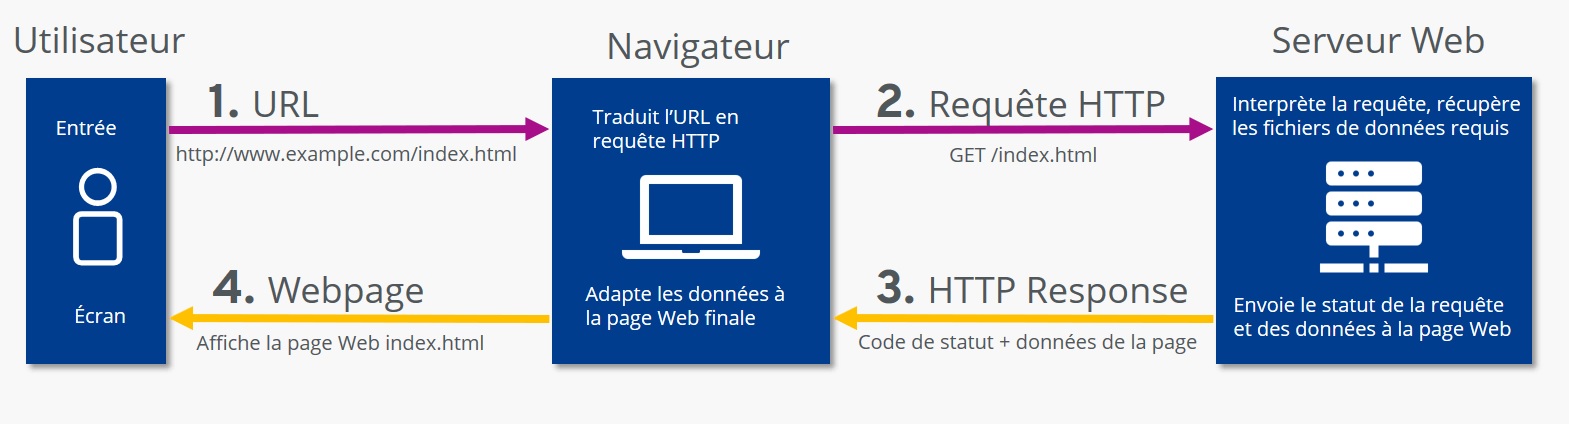 Utilisateur
Navigateur
Serveur Web
Entrée
1. URL
http://www.example.com/index.html
Traduit l'URL en
requête HTTP
2. Requête HTTP
GET /index.html
Interprète la requête, récupère
les fichiers de données requis
Écran
4. Webpage
Affiche la page Web index.html
Adapte les données à
la page Web finale
3. HTTP Response
Code de statut + données de la page
Envoie le statut de la requête
et des données à la page Web